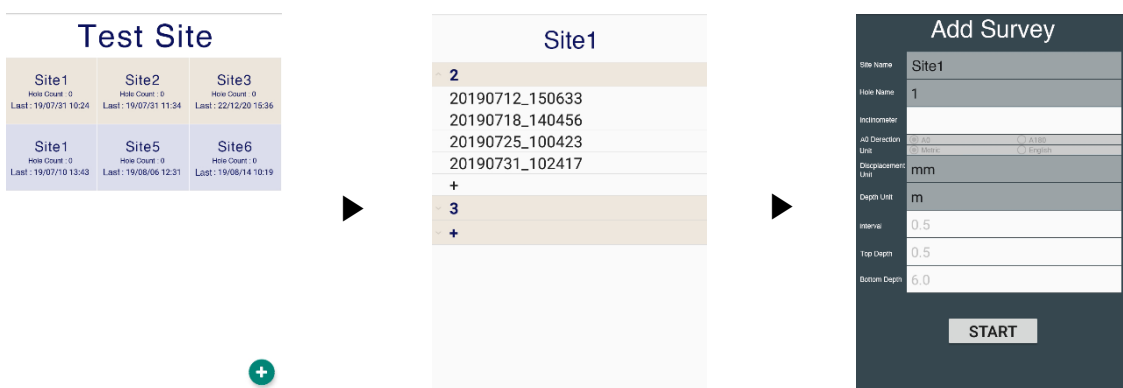 Test Site
Site1 Site2 Site3
Hole Count : 0 Hole Count : 0 Hole Count : 0
Last : 19/07/31 10:24 Last : 19/07/31 11:34 Last : 22/12/20 15:36
Site1 Site5 Site6
Hole Count : 0 Hole Count : 0 Hole Count : 0
Last : 19/07/10 13:43 Last : 19/08/06 12:31 Last : 19/08/14 10:19
+
Site1
2
20190712_150633
20190718_140456
20190725_100423
20190731_102417
+
3
+
Add Survey
Site Name Site1
Hole Name 1
Inclinometer
A0 Derection A0 A180
Unit Metric English
Discplacement
Unit mm
Depth Unit m
Interval 0.5
Top Depth 0.5
Bottom Depth 6.0
START